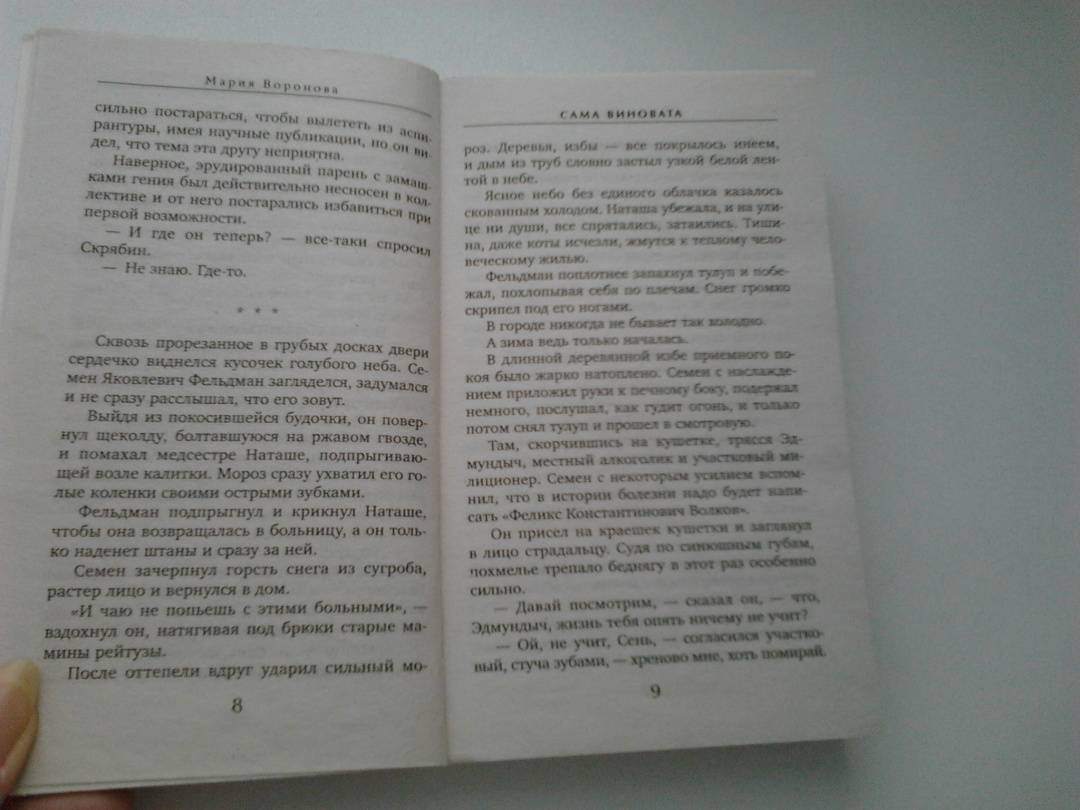 Мария Воронова
сильно постараться, чтобы вылететь из аспи-
рантуры, имея научные публикации, но он ви-
дел, что тема эта другу неприятна.
Наверное, эрудированный парень с замаш-
ками гения был действительно несносен в кол-
лективе и от него постарались избавиться при
первой возможности.
— И где он теперь? — все-таки спросил
Скрябин.
— Не знаю. Где-то.
* * *
Сквозь прорезанное в грубых досках двери
сердечко виднелся кусочек голубого неба. Се-
мен Яковлевич Фельдман загляделся, задумался
и не сразу расслышал, что его зовут.
Выйдя из покосившейся будочки, он повер-
нул щеколду, болтавшуюся на ржавом гвозде,
и помахал медсестре Наташе, подпрыгиваю-
щей возле калитки. Мороз сразу ухватил его го-
лые коленки своими острыми зубками.
Фельдман подпрыгнул и крикнул Наташе,
чтобы она возвращалась в больницу, а он толь-
ко наденет штаны и сразу за ней.
Семен зачерпнул горсть снега из сугроба,
растер лицо и вернулся в дом.
«И чаю не попьешь с этими больными», —
вздохнул он, натягивая под брюки старые ма-
мины рейтузы.
После оттепели вдруг ударил сильный мо-
8
САМА ВИНОВАТА
роз. Деревья, избы — все покрылось инеем,
и дым из труб словно застыл узкой белой лен-
той в небе.
Ясное небо без единого облачка казалось
скованным холодом. Наташа убежала, и на ули-
це ни души, все спрятались, затаились. Тиши-
на, даже коты исчезли, жмутся к теплому чело-
веческому жилью.
Фельдман поплотнее запахнул тулуп и побе-
жал, похлопывая себя по плечам. Снег громко
скрипел под его ногами.
В городе никогда не бывает так холодно.
А зима ведь только началась.
В длинной деревянной избе приемного по-
коя было жарко натоплено. Семен с наслажде-
нием приложил руки к печному боку, подержал
немного, послушал, как гудит огонь, и только
потом снял тулуп и прошел в смотровую.
Там, скорчившись на кушетке, трясся Эд-
мундыч, местный алкоголик и участковый ми-
лиционер. Семен с некоторым усилием вспом-
нил, что в истории болезни надо будет напи-
сать «Феликс Константинович Волков».
Он присел на краешек кушетки и заглянул
в лицо страдальцу. Судя по синюшным губам,
похмелье трепало беднягу в этот раз особенно
сильно.
— Давай посмотрим, — сказал он, — что,
Эдмундыч, жизнь тебя опять ничему не учит?
— Ой, не учит, Сень, — согласился участко-
вый, стуча зубами, — хреново мне, хоть помирай.
9